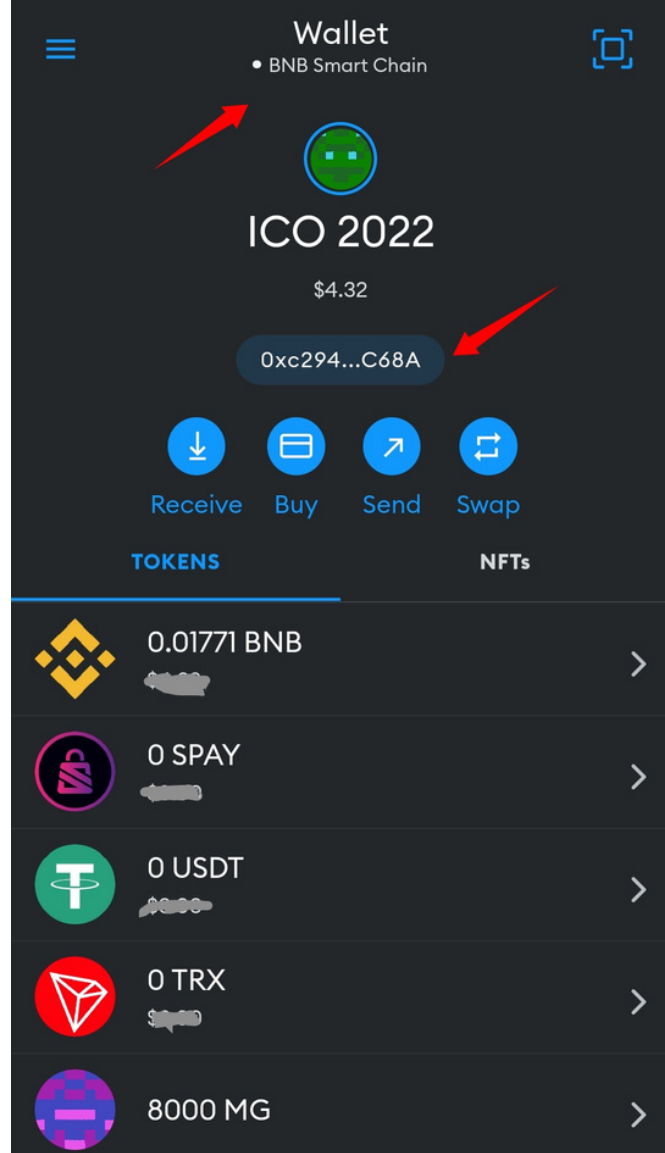 Wallet
BNB Smart Chain
ICO 2022
$4.32
0xc294...C68A
Receive Buy Send Swap
TOKENS NFTs
0.01771 BNB
0 SPAY
0 USDT
0 TRX
8000 MG